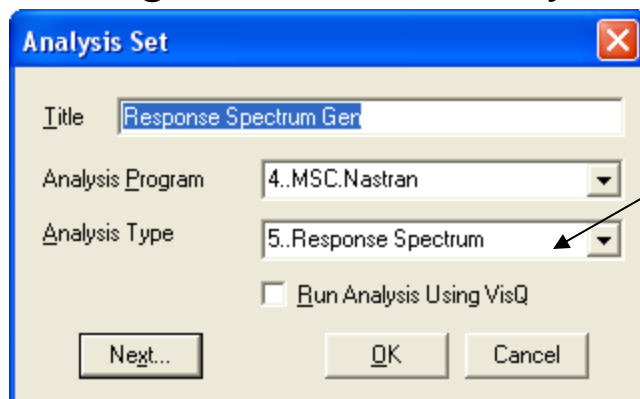 Analysis Set
Title Response Spectrum Gen
Analysis Program 4..MSC.Nastran
Analysis Type 5..Response Spectrum
Run Analysis Using VisQ
Next... OK Cancel